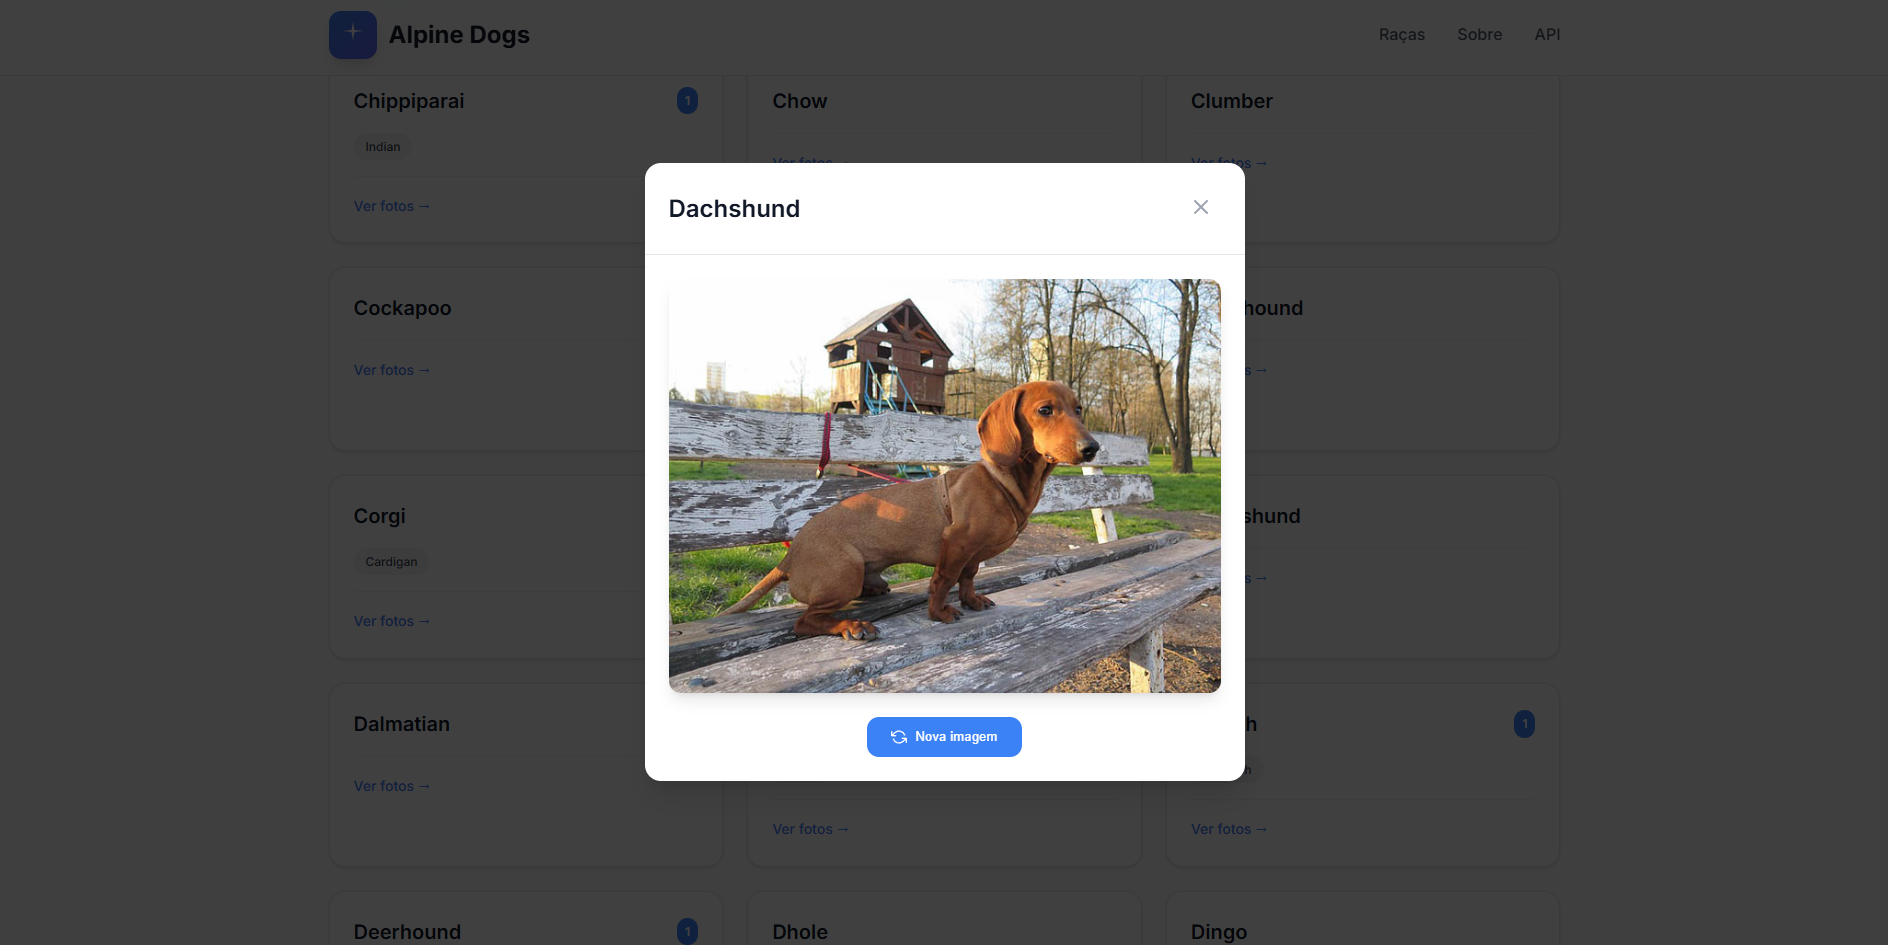 Alpine Dogs
Raças Sobre API
Chippiparai 1 Chow Clumber
Indian
Ver fotos →
Ver fotos →
Dachshund
Cockapoo hound
Ver fotos → s →
Corgi shund
Cardigan
s →
Ver fotos →
Dalmatian h 1
Nova imagem
h
Ver fotos →
Ver fotos → Ver fotos →
Deerhound 1 Dhole Dingo